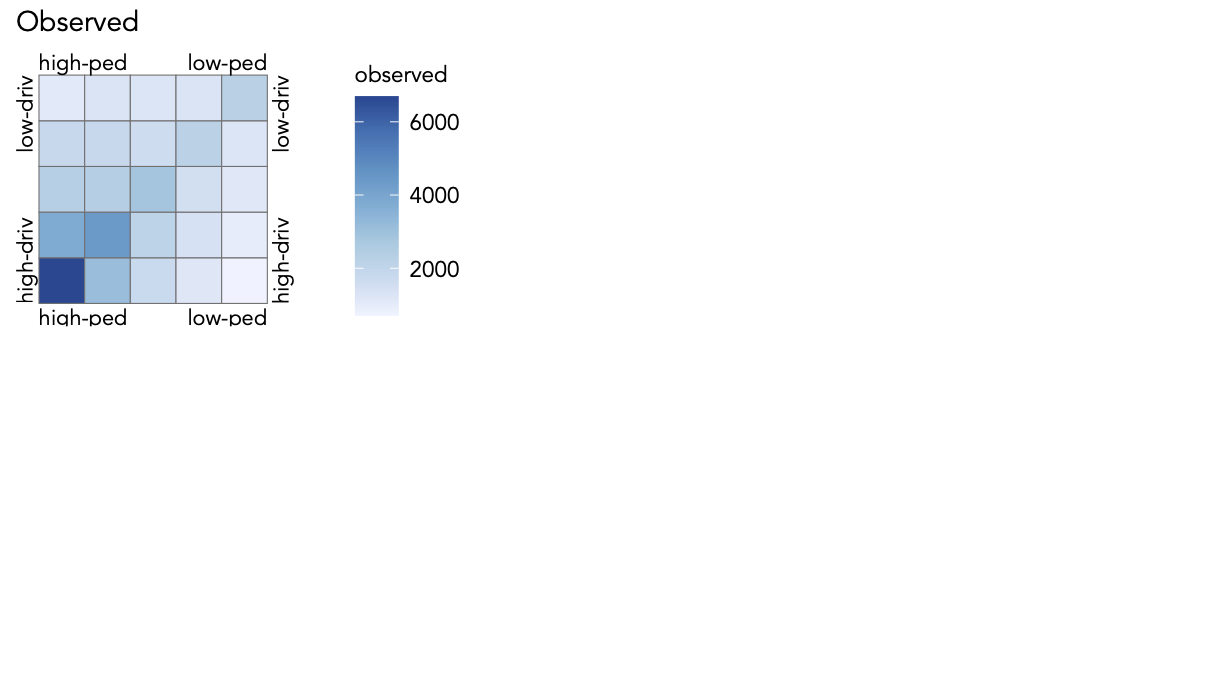 Observed
high-ped low-ped
low-driv
high-driv
low-driv
high-driv
high-ped low-ped
observed
6000
4000
2000